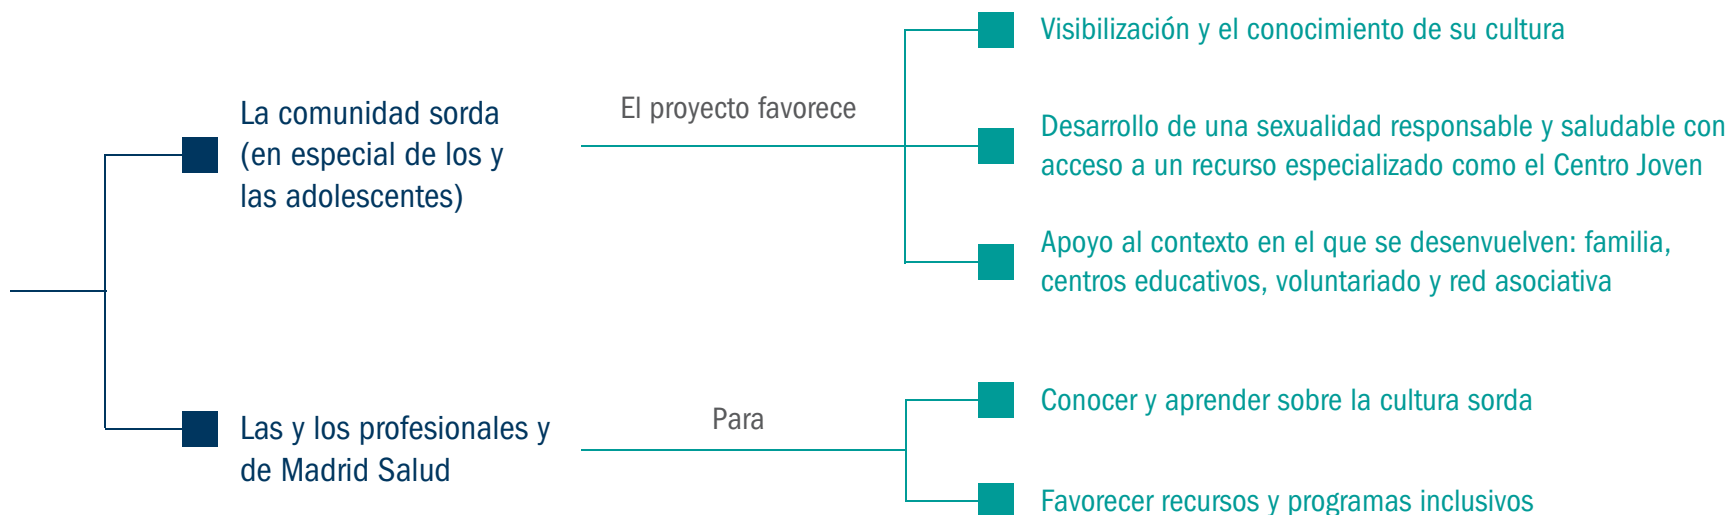 La comunidad sorda
(en especial de los y
las adolescentes)
El proyecto favorece
Visibilización y el conocimiento de su cultura
Desarrollo de una sexualidad responsable y saludable con
acceso a un recurso especializado como el Centro Joven
Apoyo al contexto en el que se desenvuelven: familia,
centros educativos, voluntariado y red asociativa
Las y los profesionales y
de Madrid Salud
Para
Conocer y aprender sobre la cultura sorda
Favorecer recursos y programas inclusivos